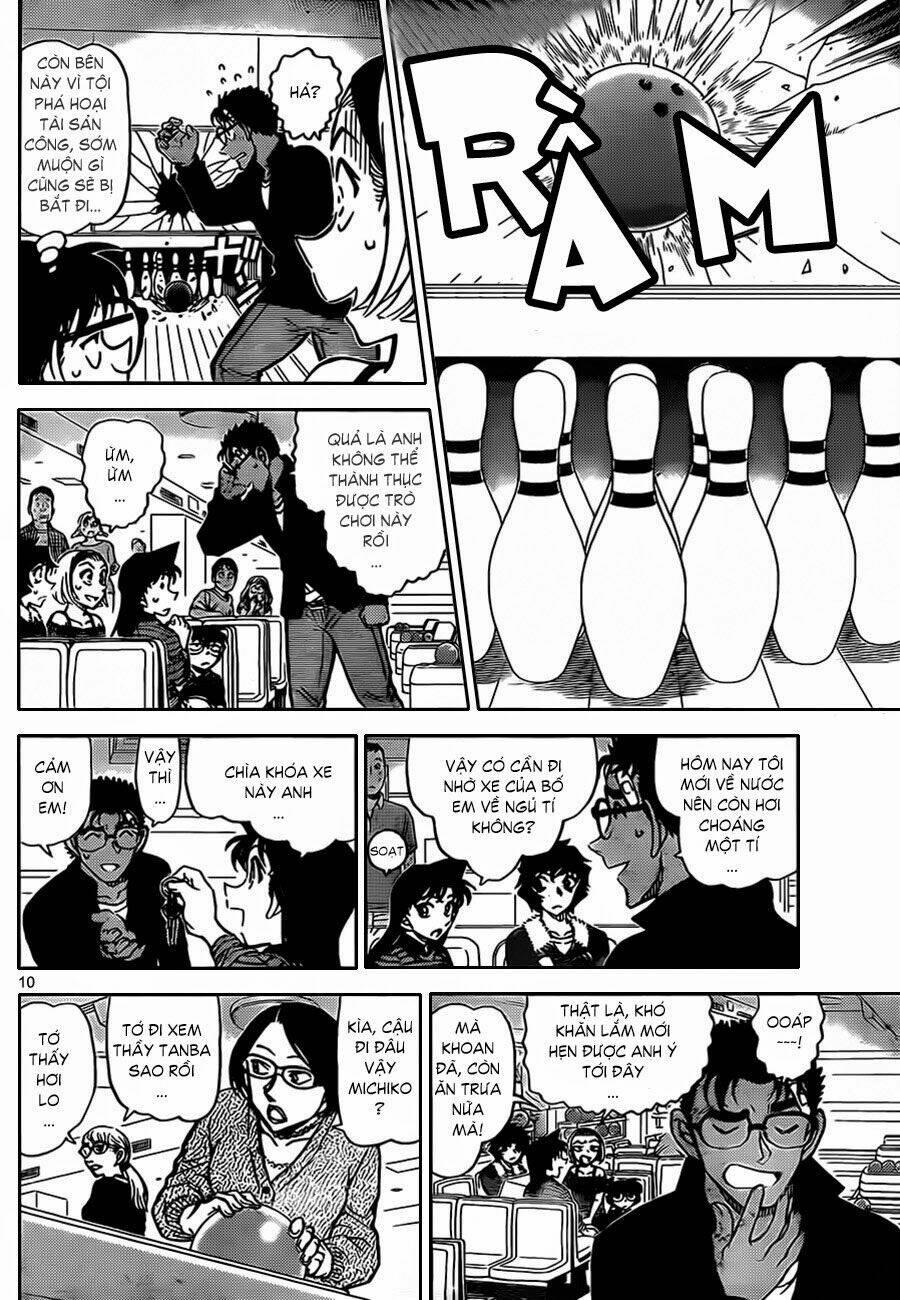 RẦM
HẢ?
CÒN BÊN
NÀY VÌ TỘI
PHÁ HOẠI
TÀI SẢN
CÔNG, SỚM
MUỘN GÌ
CŨNG SẼ BỊ
BẮT ĐI...
QUẢ LÀ ANH
KHÔNG THỂ
THÀNH THỤC
ĐƯỢC TRÒ
CHƠI NÀY
RỒI
...
ỪM,
ỪM
...
HÔM NAY TÔI
MỚI VỀ NƯỚC
NÊN CÒN HƠI
CHOÁNG
MỘT TÍ
...
VẬY CÓ CẦN ĐI
NHỜ XE CỦA BỐ
EM VỀ NGỦ TÍ
KHÔNG?
SOẠT
CHÌA KHÓA XE
NÀY ANH
...
VẬY
THÌ
...
CẢM
ƠN
EM!
10
OOÁP
---!
THẬT LÀ, KHÓ
KHĂN LẮM MỚI
HẸN ĐƯỢC ANH Ý
TỚI ĐÂY
...
MÀ
KHOAN
ĐÃ, CÒN
ĂN TRƯA
NỮA
MÀ!
KÌA, CẬU
ĐI ĐÂU
VẬY
MICHIKO
?
TỚ ĐI XEM
THẦY TANBA
SAO RỒI ...
TỚ
THẤY
HƠI
LO